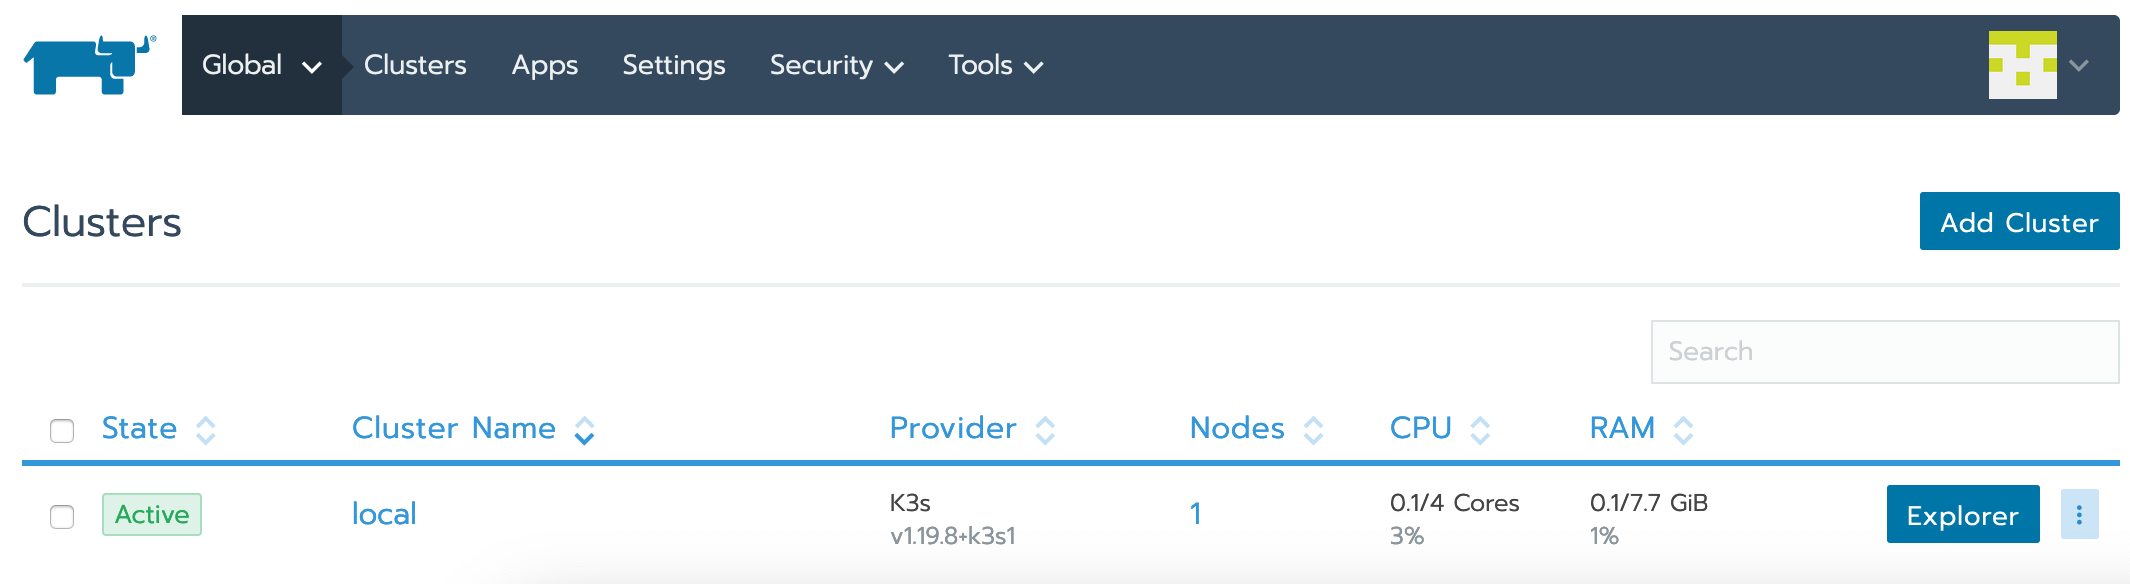 Global Clusters Apps Settings Security Tools
Clusters
Add Cluster
Search
State Cluster Name Provider Nodes CPU RAM
Active local K3s 1 0.1/4 Cores 0.1/7.7 GiB Explorer
v1.19.8+k3s1 3% 1%